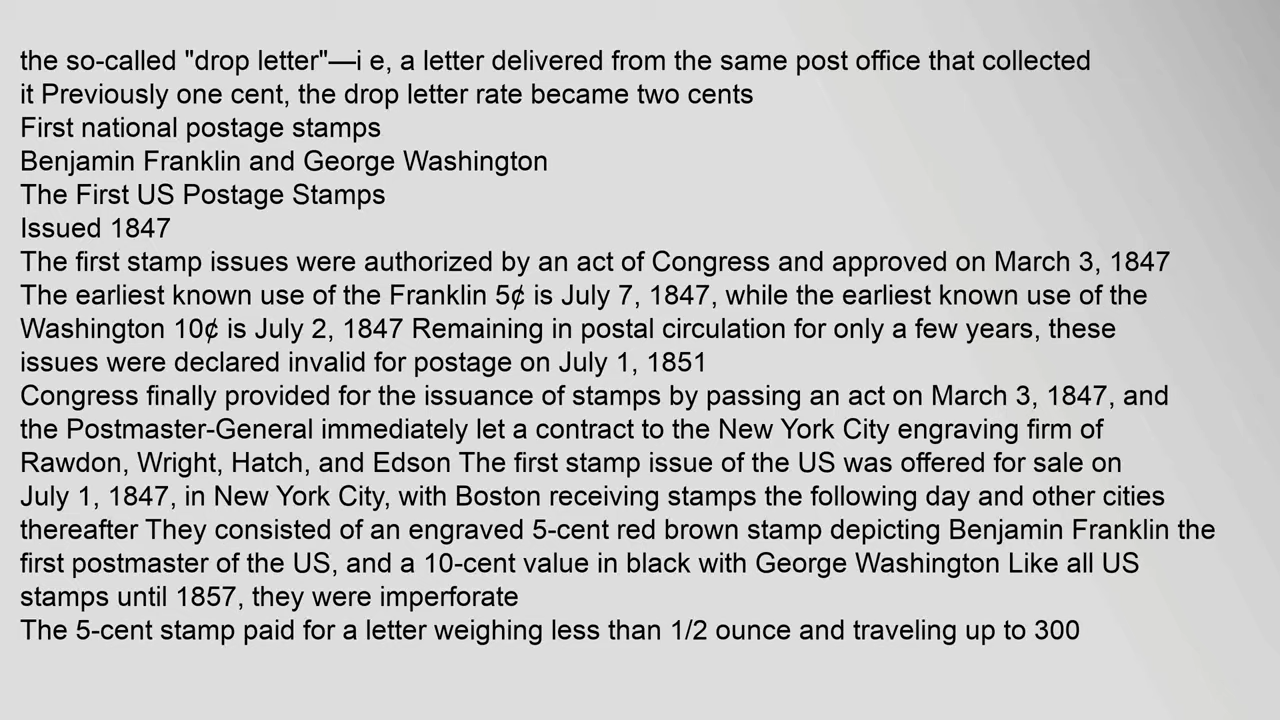 the so-called "drop letter"—i e, a letter delivered from the same post office that collected
it Previously one cent, the drop letter rate became two cents
First national postage stamps
Benjamin Franklin and George Washington
The First US Postage Stamps
Issued 1847
The first stamp issues were authorized by an act of Congress and approved on March 3, 1847
The earliest known use of the Franklin 5¢ is July 7, 1847, while the earliest known use of the
Washington 10¢ is July 2, 1847 Remaining in postal circulation for only a few years, these
issues were declared invalid for postage on July 1, 1851
Congress finally provided for the issuance of stamps by passing an act on March 3, 1847, and
the Postmaster-General immediately let a contract to the New York City engraving firm of
Rawdon, Wright, Hatch, and Edson The first stamp issue of the US was offered for sale on
July 1, 1847, in New York City, with Boston receiving stamps the following day and other cities
thereafter They consisted of an engraved 5-cent red brown stamp depicting Benjamin Franklin the
first postmaster of the US, and a 10-cent value in black with George Washington Like all US
stamps until 1857, they were imperforate
The 5-cent stamp paid for a letter weighing less than 1/2 ounce and traveling up to 300